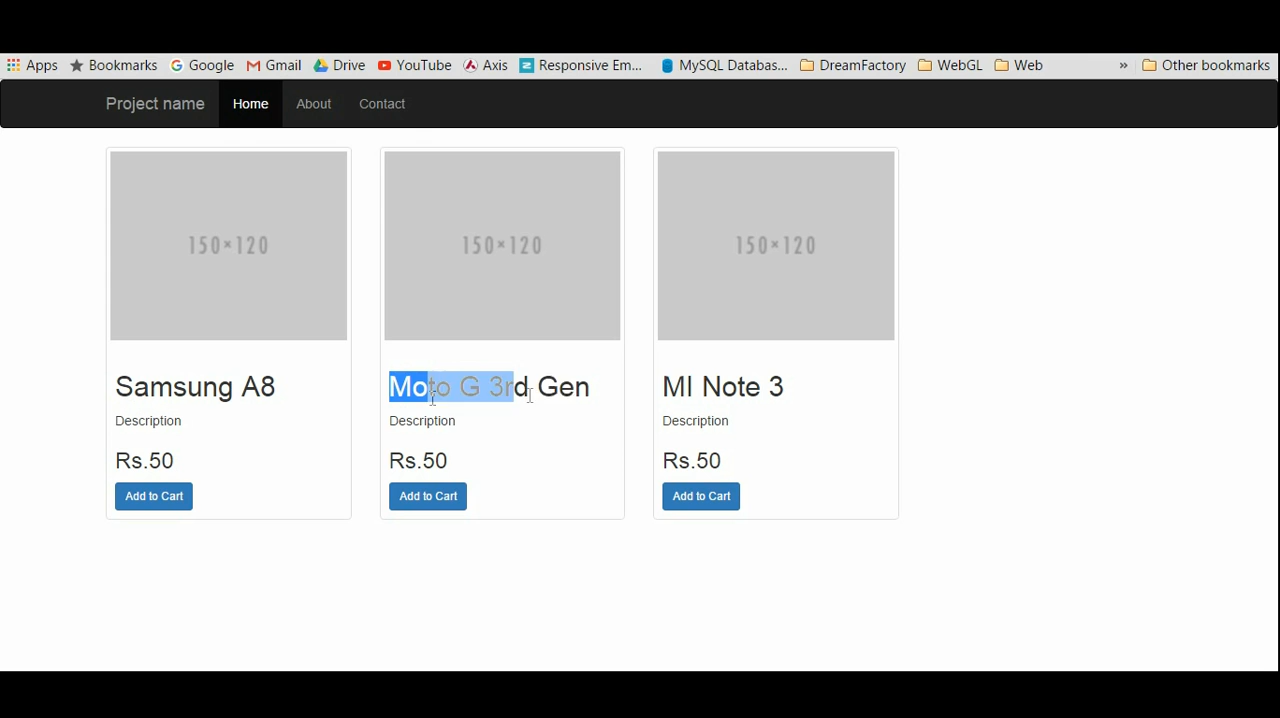 Apps Bookmarks Google Gmail Drive YouTube Axis Responsive Em... MySQL Databas... DreamFactory WebGL Web » Other bookmarks
Project name Home About Contact
150×120 150×120 150×120
Samsung A8 Moto G 3rd Gen MI Note 3
Description Description Description
Rs.50 Rs.50 Rs.50
Add to Cart Add to Cart Add to Cart